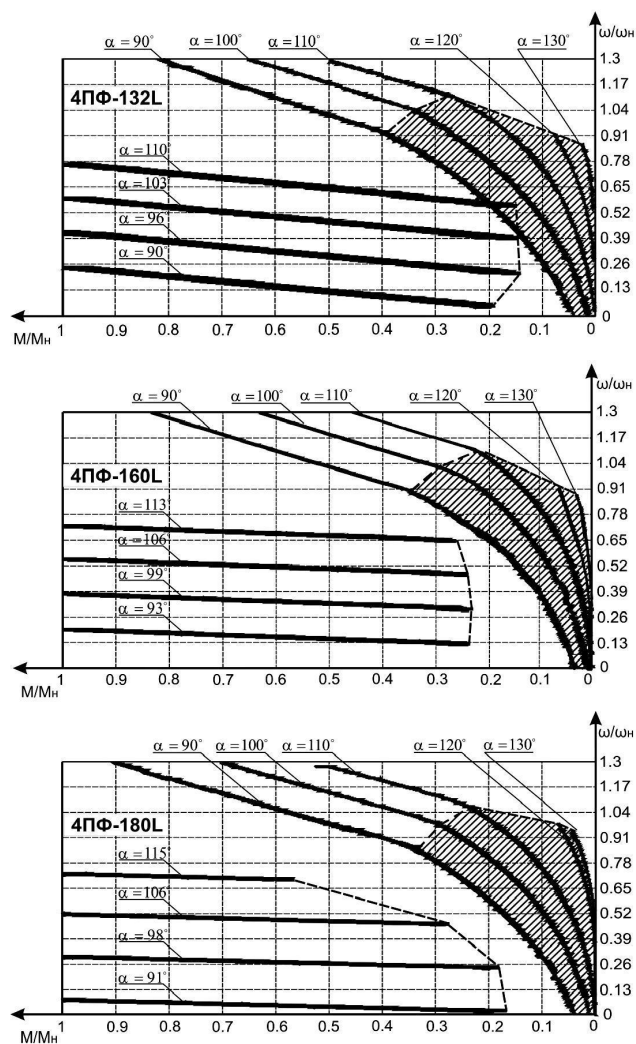 α = 90° α = 100° α = 110° α = 120° α = 130° ω/ωн
1.3
4ПФ-132L
1.17
1.04
0.91
α = 110
0.78
α = 103
0.65
α = 96
0.52
α = 90°
0.39
0.26
0.13
0
М/Мн 1 0.9 0.8 0.7 0.6 0.5 0.4 0.3 0.2 0.1 0
α = 90° α = 100° α = 110° α = 120° α = 130° ω/ωн
1.3
1.17
4ПФ-160L
1.04
0.91
α = 113°
0.78
α = 106°
0.65
α = 99°
0.52
α = 93°
0.39
0.26
0.13
0
М/Мн 1 0.9 0.8 0.7 0.6 0.5 0.4 0.3 0.2 0.1 0
α = 90° α = 100° α = 110° α = 120° α = 130° ω/ωн
1.3
1.17
4ПФ-180L
1.04
0.91
α = 115
0.78
α = 106
0.65
0.52
α = 98°
0.39
α = 91°
0.26
0.13
0
М/Мн 1 0.9 0.8 0.7 0.6 0.5 0.4 0.3 0.2 0.1 0